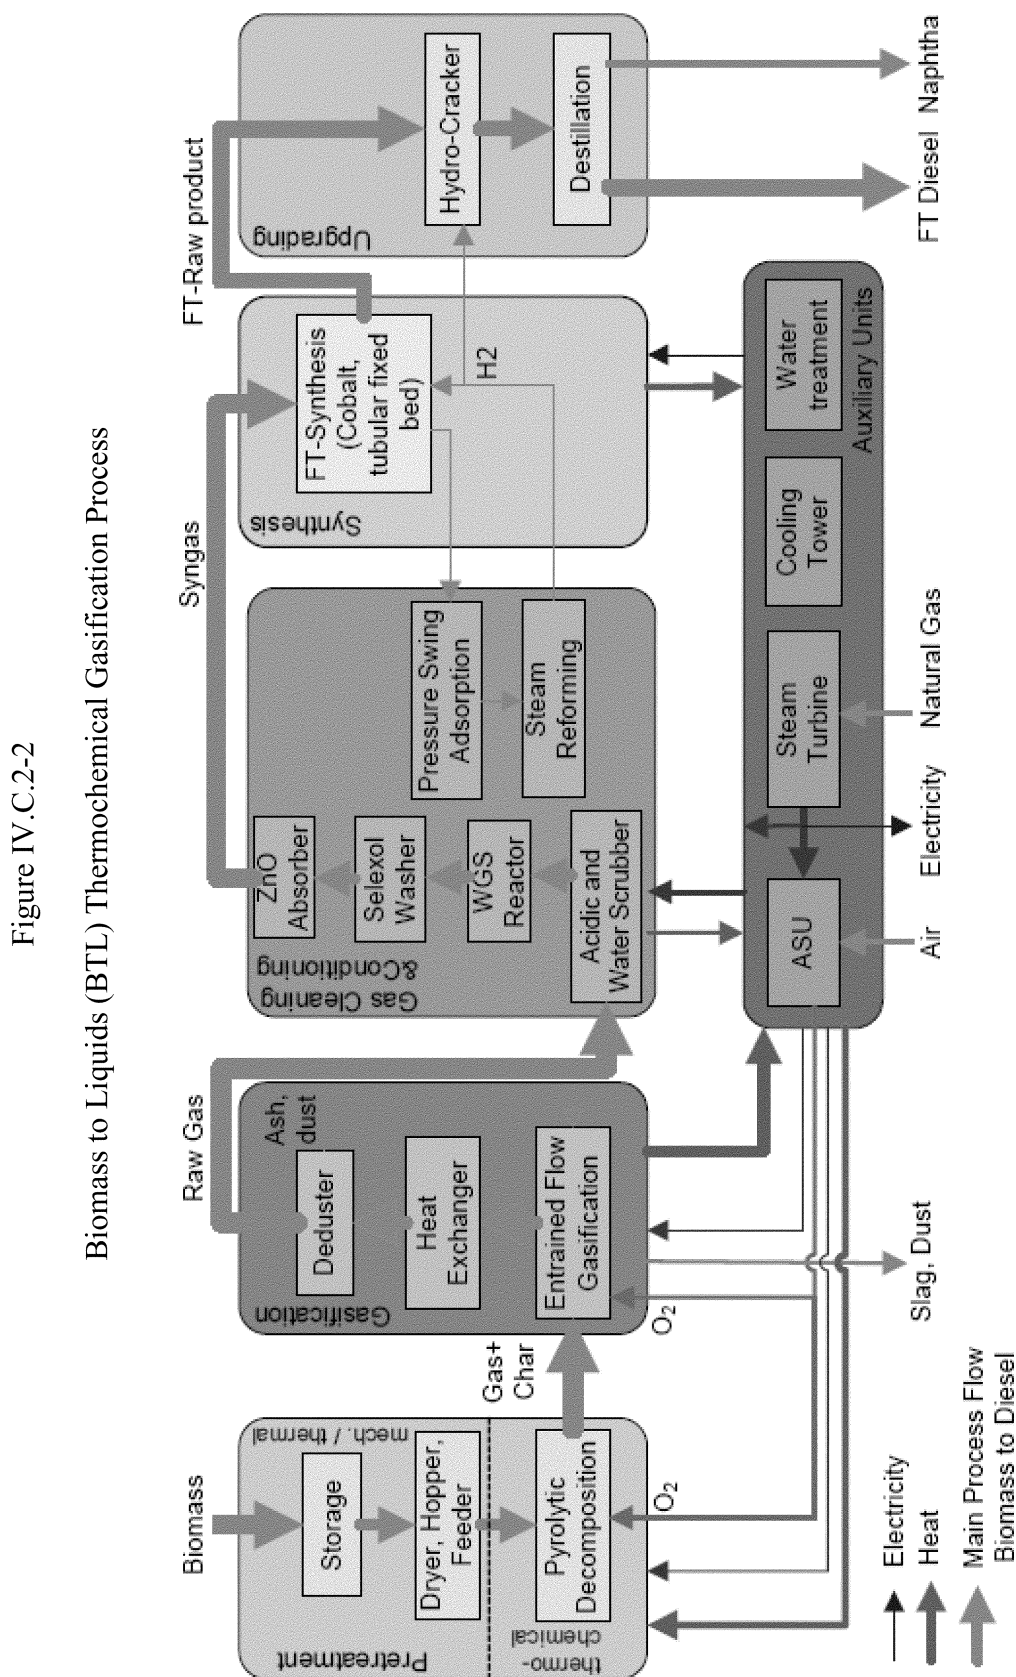 Figure IV.C.2-2
Biomass to Liquids (BTL) Thermochemical Gasification Process
Biomass
Pretreatment
mech. / thermal
Storage
Dryer, Hopper,
Feeder
thermo-
chemical
Pyrolytic
Decomposition
O2
Gas+
Char
Raw Gas
Gasification
Ash,
dust
Deduster
Heat
Exchanger
Entrained Flow
Gasification
O2
Slag, Dust
Syngas
Gas Cleaning
&Conditioning
ZnO
Absorber
Selexol
Washer
WGS
Reactor
Acidic and
Water Scrubber
Pressure Swing
Adsorption
Steam
Reforming
FT-Raw product
Synthesis
FT-Synthesis
(Cobalt,
tubular fixed
bed)
H2
Upgrading
Hydro-Cracker
Destillation
FT Diesel
Naphtha
ASU
Steam
Turbine
Cooling
Tower
Water
treatment
Auxiliary Units
Air
Electricity
Natural Gas
Electricity
Heat
Main Process Flow
Biomass to Diesel